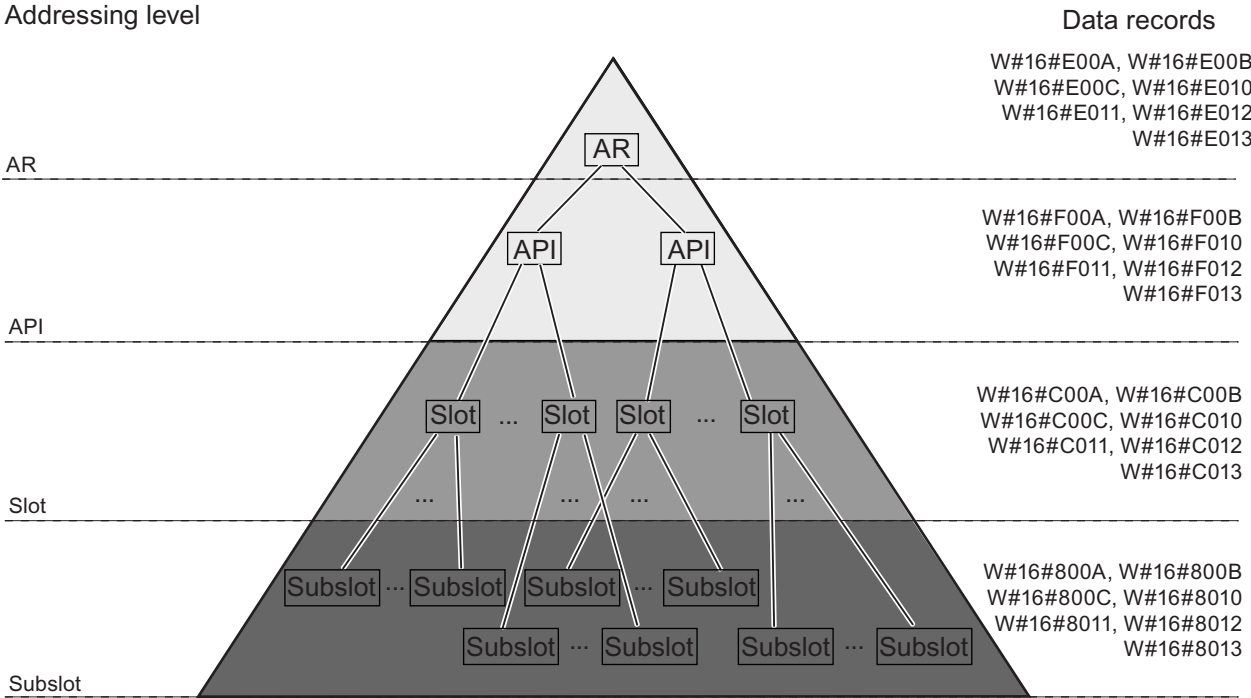 Addressing level
Data records
W#16#E00A, W#16#E00B
W#16#E00C, W#16#E010
W#16#E011, W#16#E012
W#16#E013
AR
AR
W#16#F00A, W#16#F00B
W#16#F00C, W#16#F010
W#16#F011, W#16#F012
W#16#F013
API API
API
W#16#C00A, W#16#C00B
W#16#C00C, W#16#C010
W#16#C011, W#16#C012
W#16#C013
Slot ... Slot Slot ... Slot
... ... ... ...
Slot
W#16#800A, W#16#800B
W#16#800C, W#16#8010
W#16#8011, W#16#8012
W#16#8013
Subslot ... Subslot Subslot ... Subslot
Subslot ... Subslot Subslot ... Subslot
Subslot